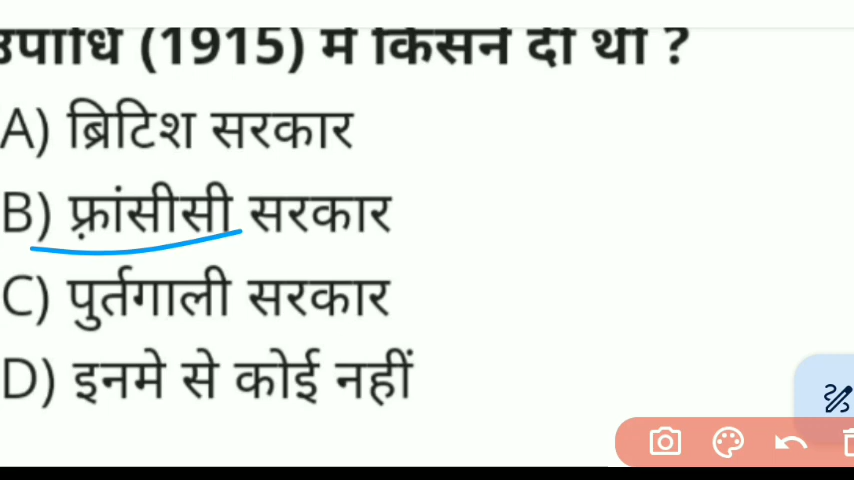 उपाधि (1915) में किसने दी थी ?
A) ब्रिटिश सरकार
B) फ़्रांसीसी सरकार
C) पुर्तगाली सरकार
D) इनमे से कोई नहीं